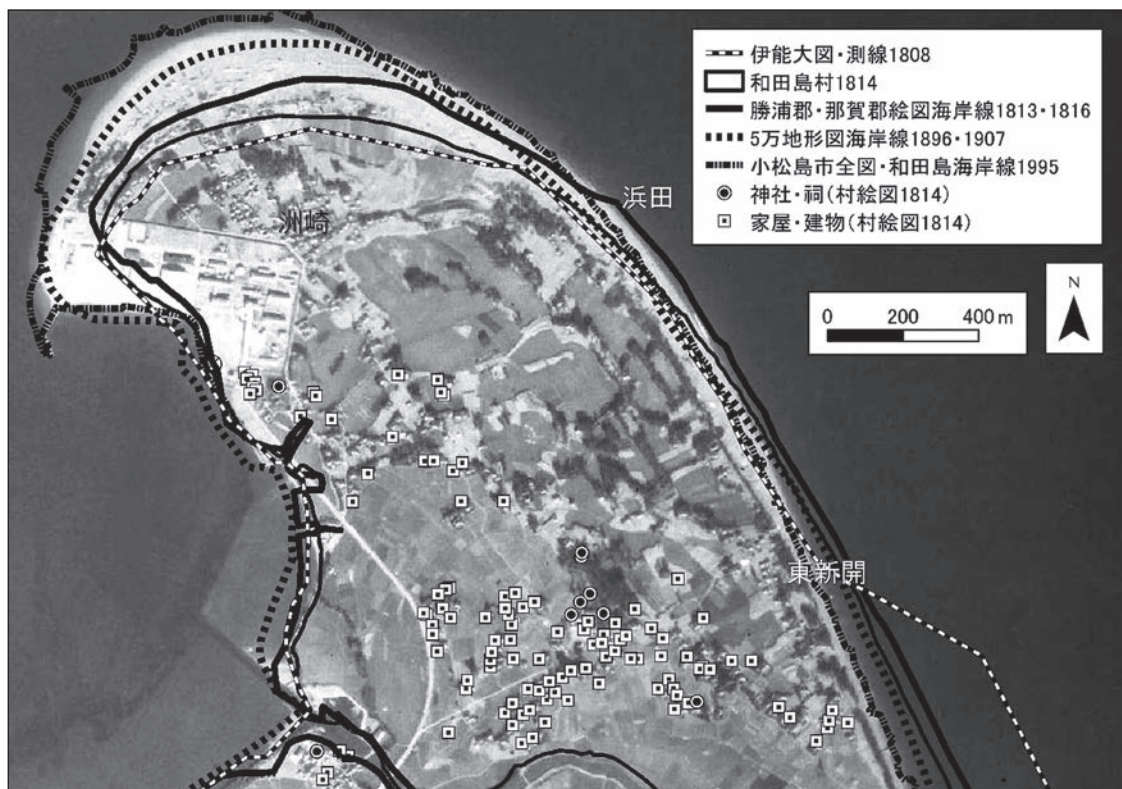 伊能大図・測線1808
和田島村1814
勝浦郡・那賀郡絵図海岸線1813・1816
5万地形図海岸線1896・1907
小松島市全図・和田島海岸線1995
神社・祠(村絵図1814)
家屋・建物(村絵図1814)
浜田
洲崎
N
0 200 400 m
東新開